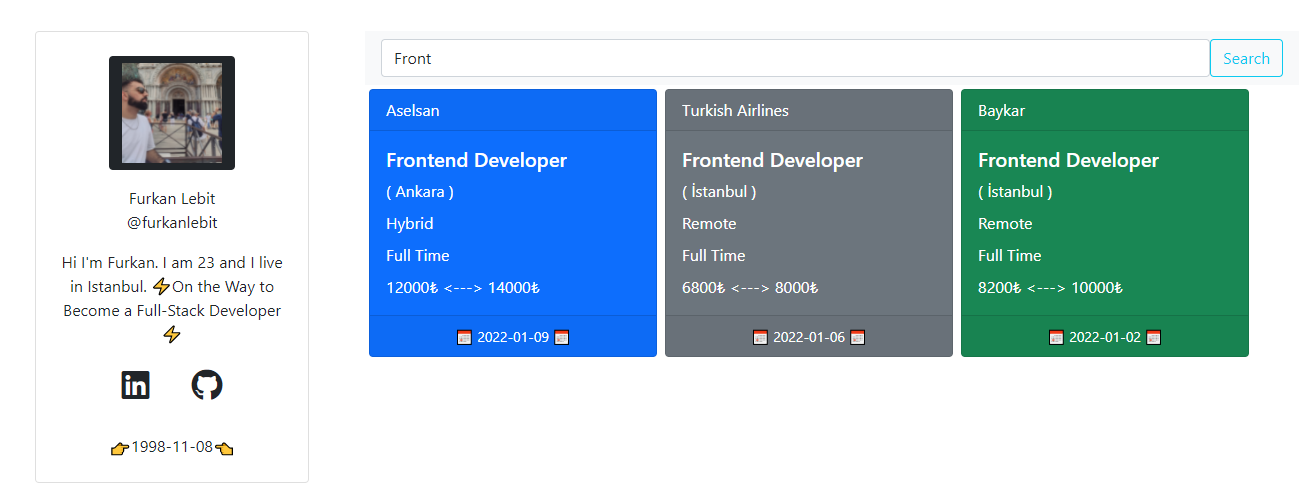 Furkan Lebit
@furkanlebit
Hi I'm Furkan. I am 23 and I live
in Istanbul. ⚡On the Way to
Become a Full-Stack Developer
⚡
👉1998-11-08👈
Front
Search
Aselsan
Frontend Developer
( Ankara )
Hybrid
Full Time
12000₺ <---> 14000₺
📅 2022-01-09 📅
Turkish Airlines
Frontend Developer
( İstanbul )
Remote
Full Time
6800₺ <---> 8000₺
📅 2022-01-06 📅
Baykar
Frontend Developer
( İstanbul )
Remote
Full Time
8200₺ <---> 10000₺
📅 2022-01-02 📅